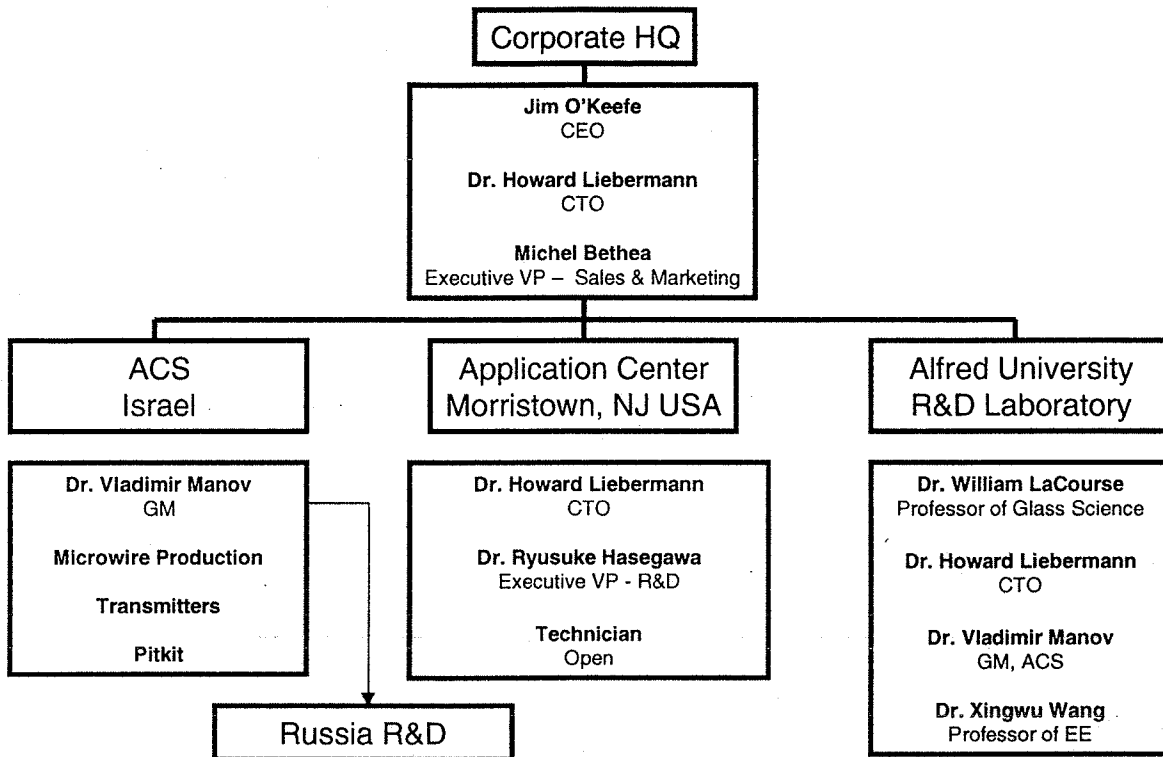 Corporate HQ
Jim O'Keefe
CEO
Dr. Howard Liebermann
CTO
Michel Bethea
Executive VP – Sales & Marketing
ACS
Israel
Application Center
Morristown, NJ USA
Alfred University
R&D Laboratory
Dr. Vladimir Manov
GM
Microwire Production
Transmitters
Pitkit
Dr. Howard Liebermann
CTO
Dr. Ryusuke Hasegawa
Executive VP - R&D
Technician
Open
Dr. William LaCourse
Professor of Glass Science
Dr. Howard Liebermann
CTO
Dr. Vladimir Manov
GM, ACS
Dr. Xingwu Wang
Professor of EE
Russia R&D